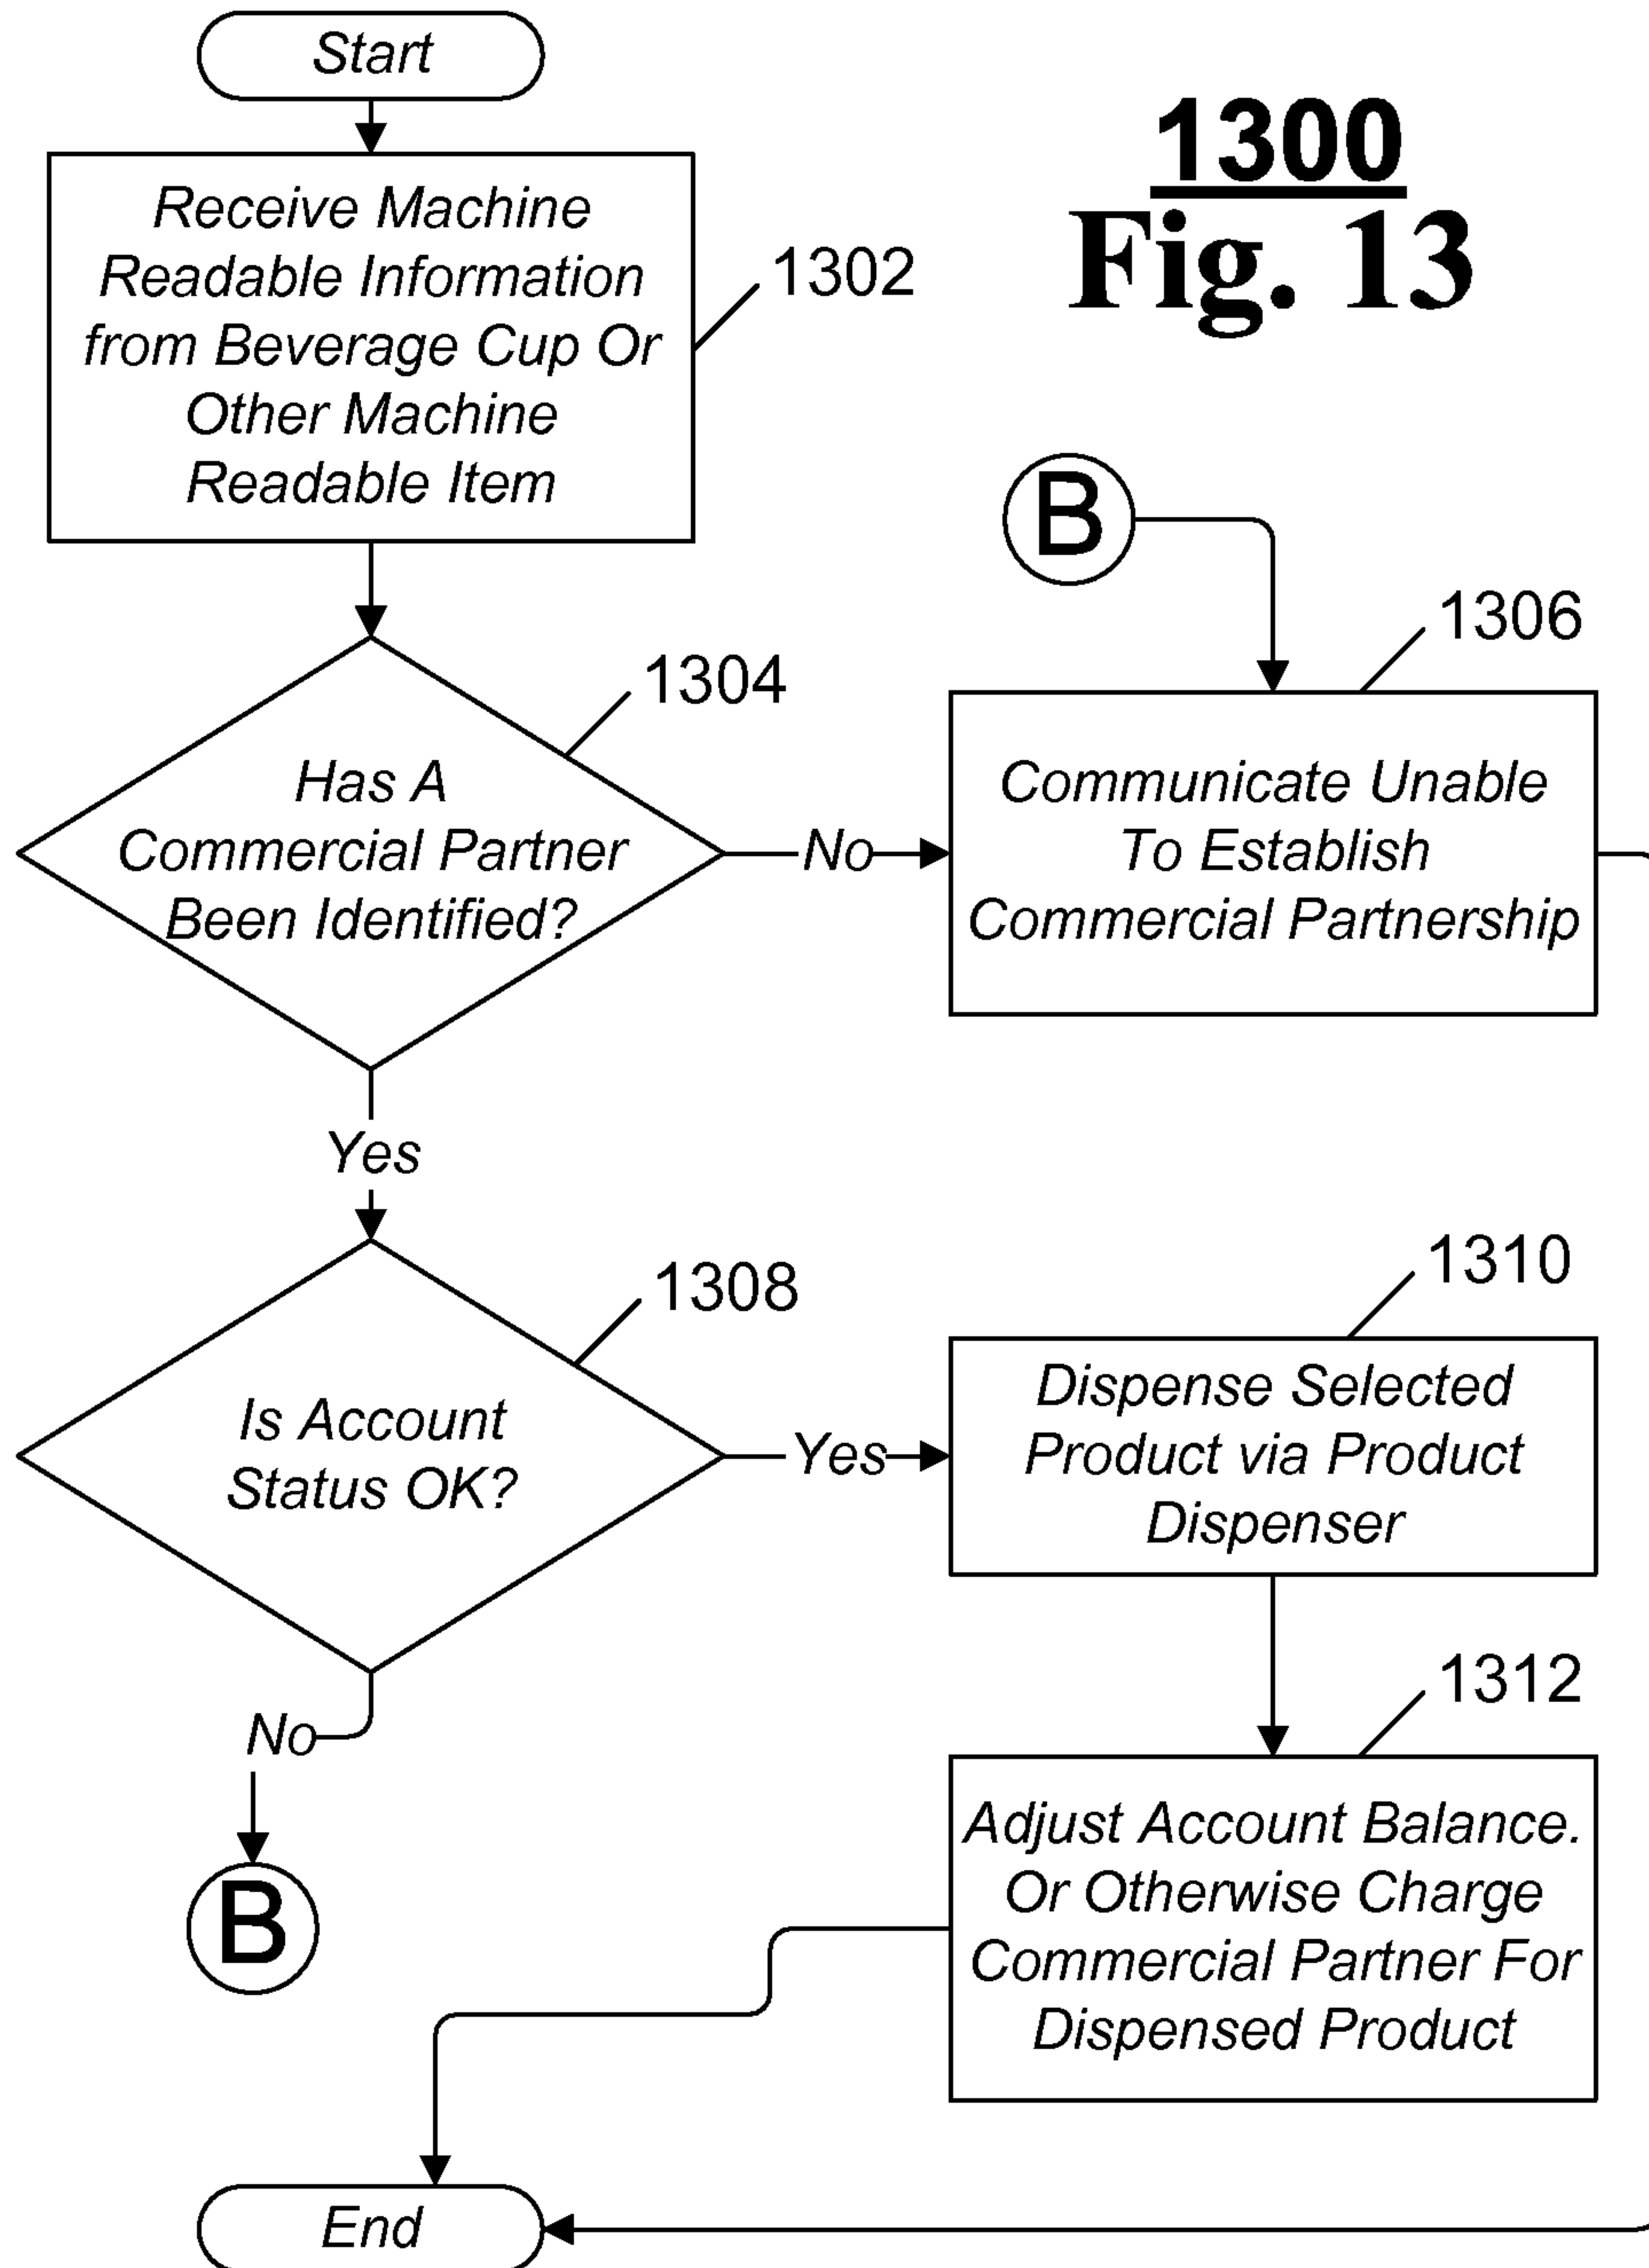 Start
1300
Fig. 13
Receive Machine
Readable Information
from Beverage Cup Or
Other Machine
Readable Item
1302
B
1306
1304
Has A
Commercial Partner
Been Identified?
No
Communicate Unable
To Establish
Commercial Partnership
Yes
1308
1310
Is Account
Status OK?
Yes
Dispense Selected
Product via Product
Dispenser
1312
No
B
Adjust Account Balance.
Or Otherwise Charge
Commercial Partner For
Dispensed Product
End